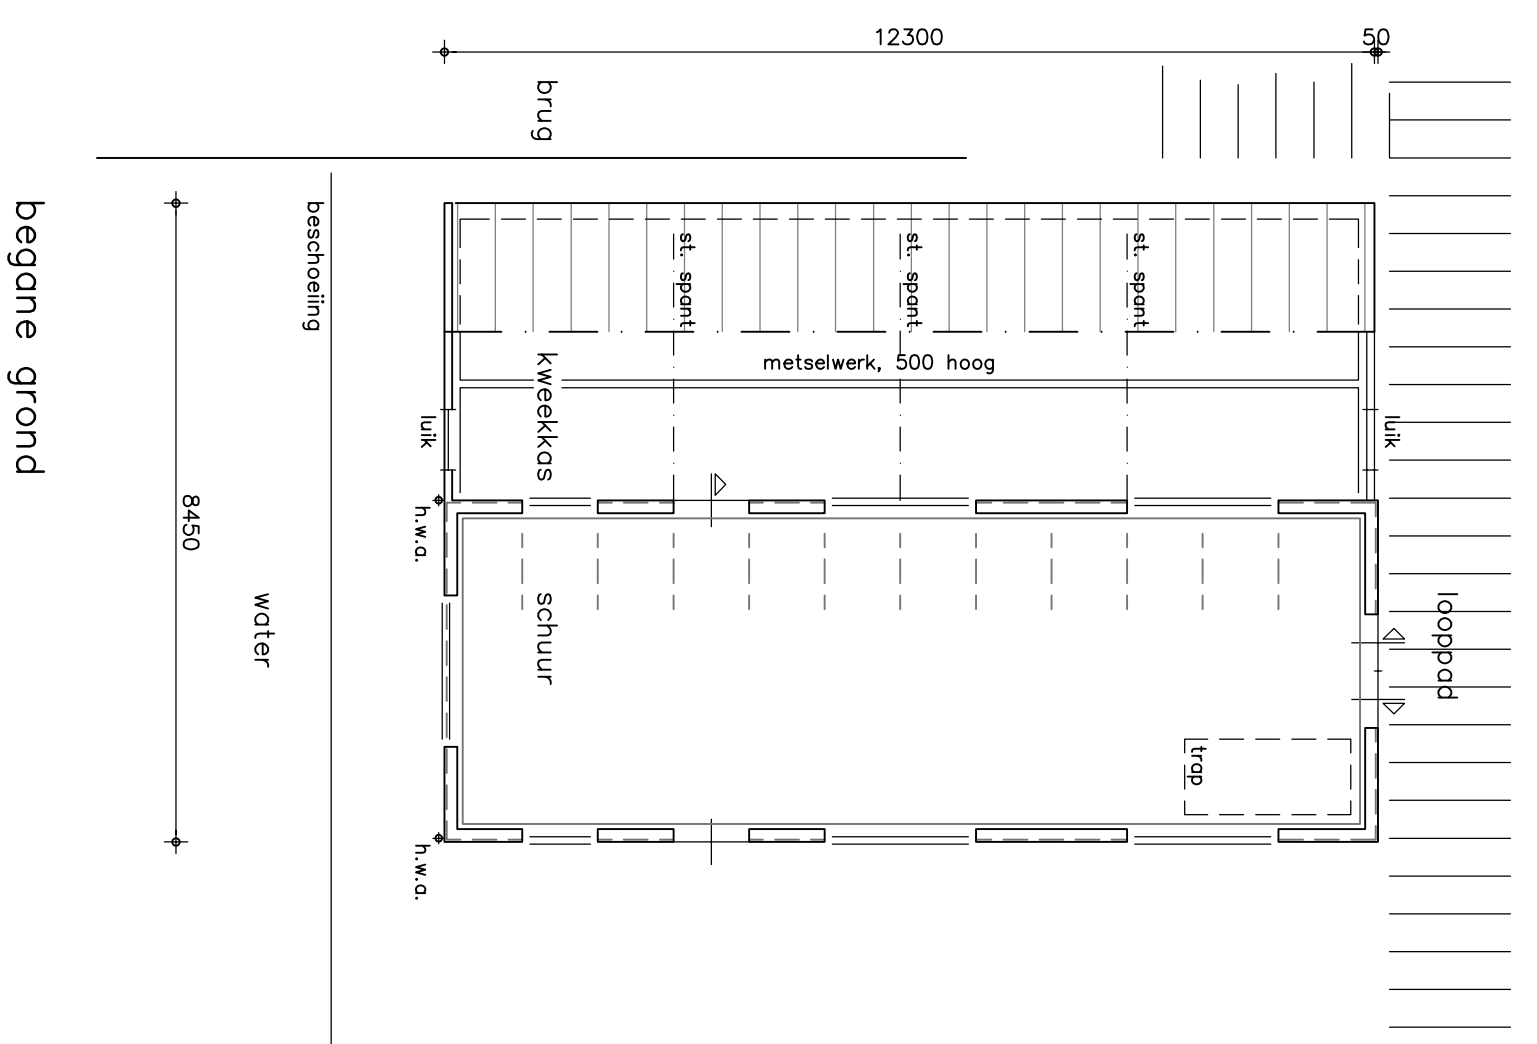 12300
50
brug
beschoeiing
st. spant
st. spant
st. spant
metselwerk, 500 hoog
kweekkas
luik
luik
h.w.a.
8450
water
schuur
looppad
trap
h.w.a.
begane grond